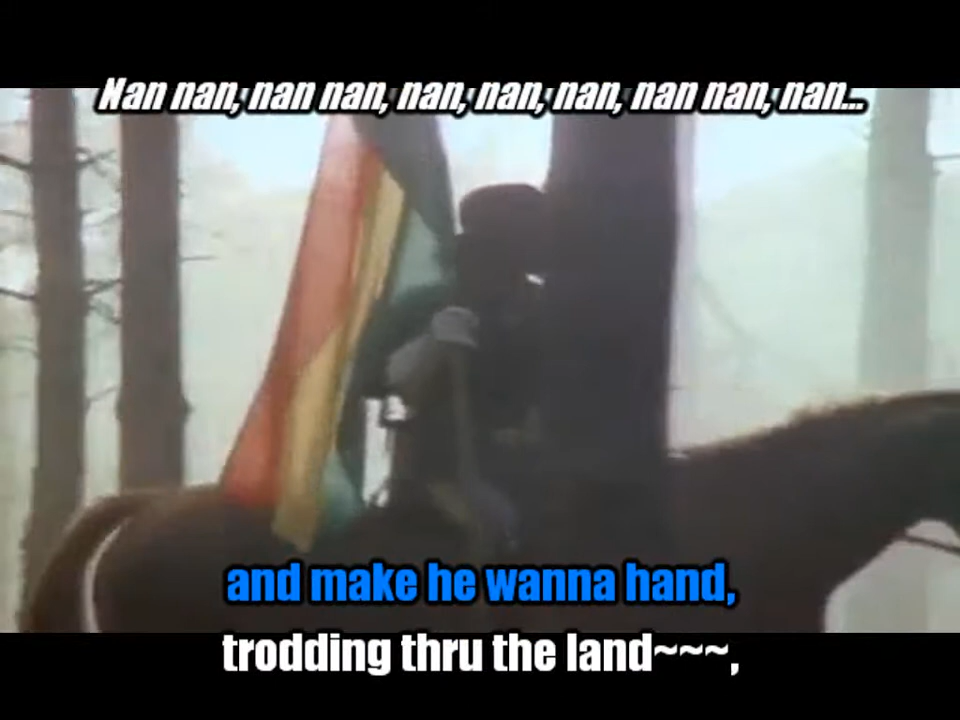 Nan nan, nan nan, nan, nan, nan, nan nan, nan...
and make he wanna hand,
trodding thru the land~~~,